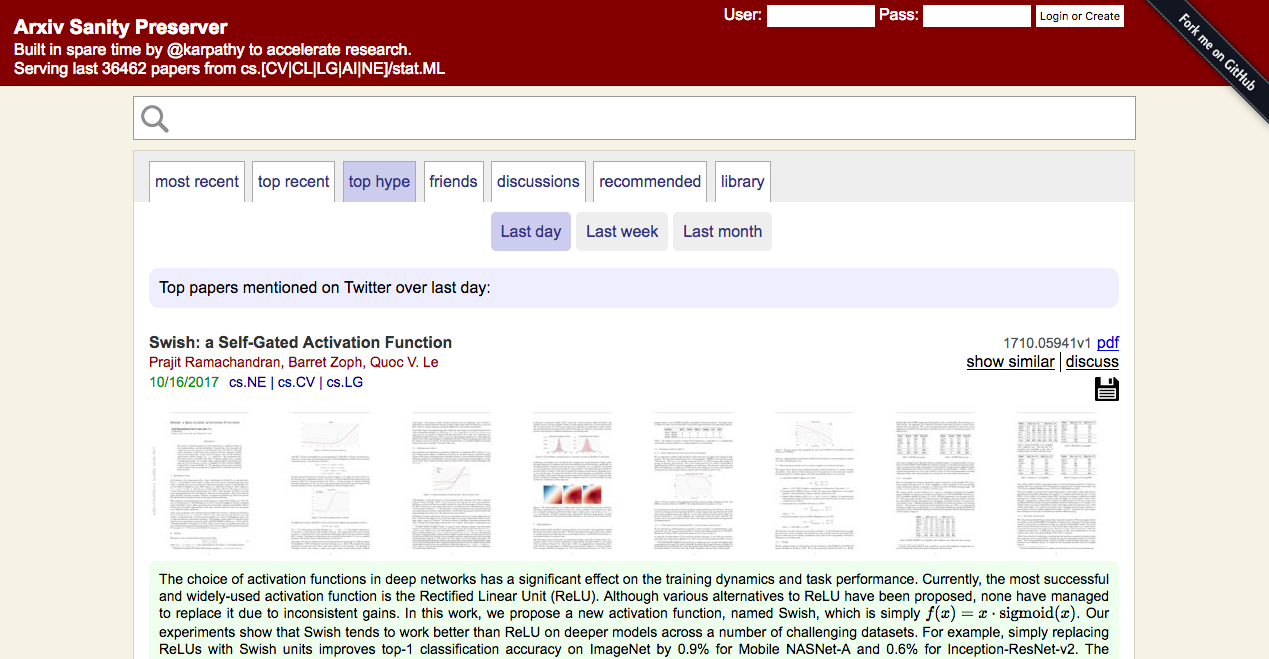 User: Pass: Login or Create
Fork me on GitHub
Arxiv Sanity Preserver
Built in spare time by @karpathy to accelerate research.
Serving last 36462 papers from cs.[CV|CL|LG|AI|NE]/stat.ML
most recent top recent top hype friends discussions recommended library
Last day Last week Last month
Top papers mentioned on Twitter over last day:
Swish: a Self-Gated Activation Function 1710.05941v1 pdf
Prajit Ramachandran, Barret Zoph, Quoc V. Le show similar | discuss
10/16/2017 cs.NE | cs.CV | cs.LG
The choice of activation functions in deep networks has a significant effect on the training dynamics and task performance. Currently, the most successful
and widely-used activation function is the Rectified Linear Unit (ReLU). Although various alternatives to ReLU have been proposed, none have managed
to replace it due to inconsistent gains. In this work, we propose a new activation function, named Swish, which is simply f(x) = x · sigmoid(x). Our
experiments show that Swish tends to work better than ReLU on deeper models across a number of challenging datasets. For example, simply replacing
ReLUs with Swish units improves top-1 classification accuracy on ImageNet by 0.9% for Mobile NASNet-A and 0.6% for Inception-ResNet-v2. The